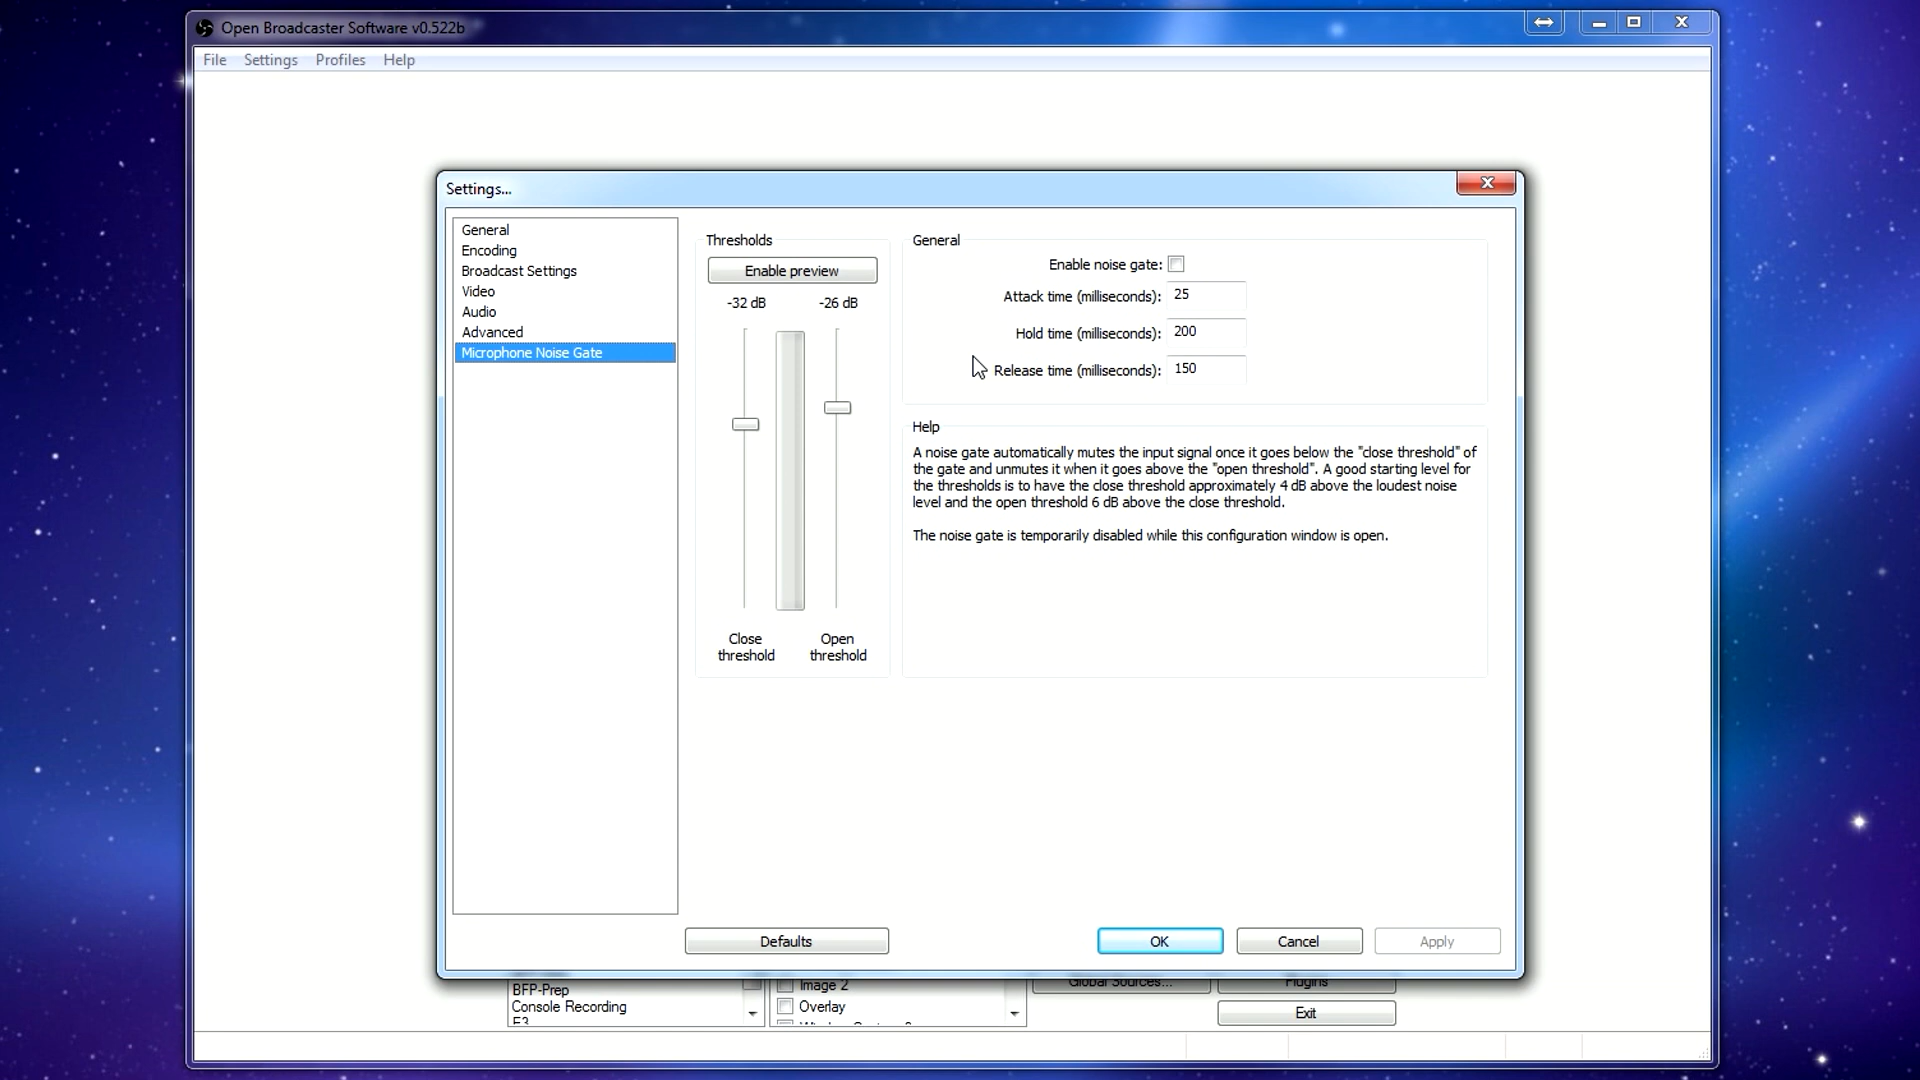 Open Broadcaster Software v0.522b
File Settings Profiles Help
Settings...
General
Encoding
Broadcast Settings
Video
Audio
Advanced
Microphone Noise Gate
Thresholds
Enable preview
-32 dB -26 dB
Close threshold
Open threshold
General
Enable noise gate:
Attack time (milliseconds): 25
Hold time (milliseconds): 200
Release time (milliseconds): 150
Help
A noise gate automatically mutes the input signal once it goes below the "close threshold" of
the gate and unmutes it when it goes above the "open threshold". A good starting level for
the thresholds is to have the close threshold approximately 4 dB above the loudest noise
level and the open threshold 6 dB above the close threshold.
The noise gate is temporarily disabled while this configuration window is open.
Defaults OK Cancel Apply
BFP-Prep
Console Recording
E3
Image 2
Overlay
Global Sources...
Plugins
Exit